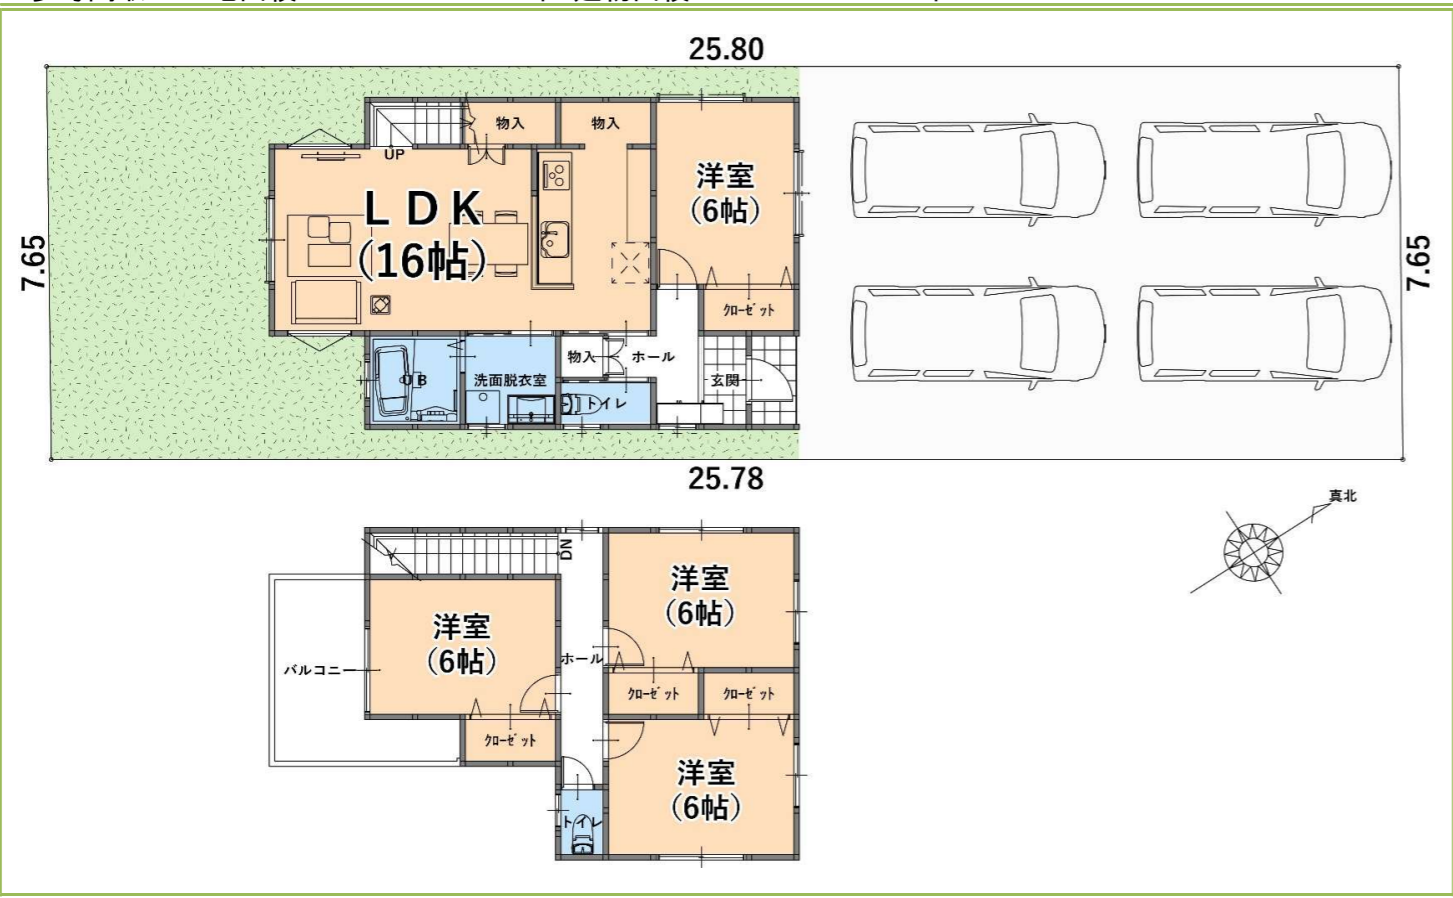 25.80
物入
物入
UP
洋室
(6帖)
LDK
(16帖)
7.65
7.65
クローゼット
物入
ホール
UB
洗面脱衣室
玄関
トイレ
25.78
真北
DN
洋室
(6帖)
洋室
(6帖)
ホール
バルコニー
クローゼット
クローゼット
クローゼット
洋室
(6帖)
トイレ